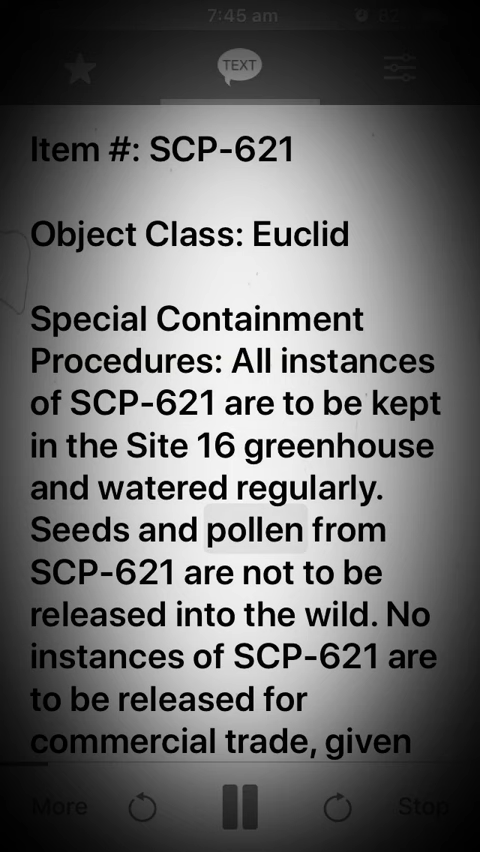 7:45 am
TEXT
Item #: SCP-621
Object Class: Euclid
Special Containment
Procedures: All instances
of SCP-621 are to be kept
in the Site 16 greenhouse
and watered regularly.
Seeds and pollen from
SCP-621 are not to be
released into the wild. No
instances of SCP-621 are
to be released for
commercial trade, given
More
Stop